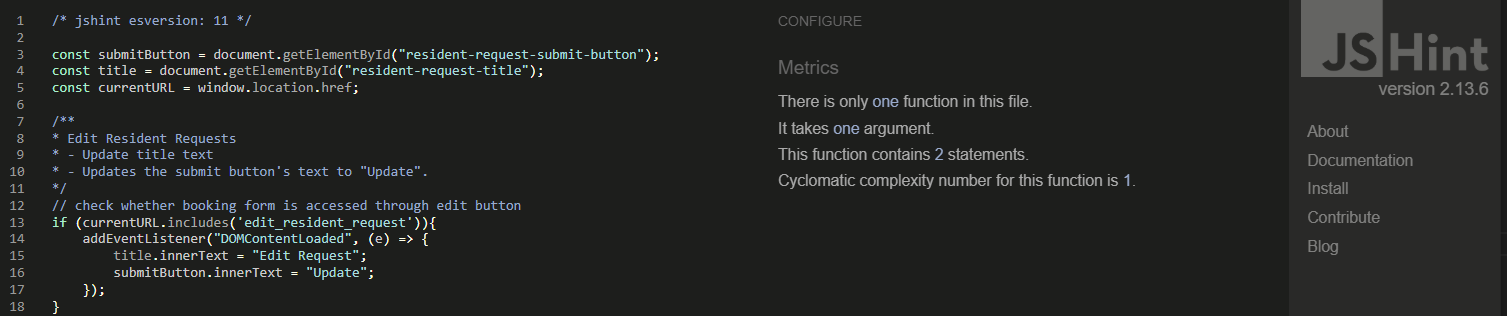 1 /* jshint esversion: 11 */
2
3 const submitButton = document.getElementById("resident-request-submit-button");
4 const title = document.getElementById("resident-request-title");
5 const currentURL = window.location.href;
6
7 /**
8 * Edit Resident Requests
9 * - Update title text
10 * - Updates the submit button's text to "Update".
11 */
12 // check whether booking form is accessed through edit button
13 if (currentURL.includes('edit_resident_request')){
14     addEventListener("DOMContentLoaded", (e) => {
15         title.innerText = "Edit Request";
16         submitButton.innerText = "Update";
17     });
18 }
CONFIGURE
Metrics
There is only one function in this file.
It takes one argument.
This function contains 2 statements.
Cyclomatic complexity number for this function is 1.
JSHint
version 2.13.6
About
Documentation
Install
Contribute
Blog